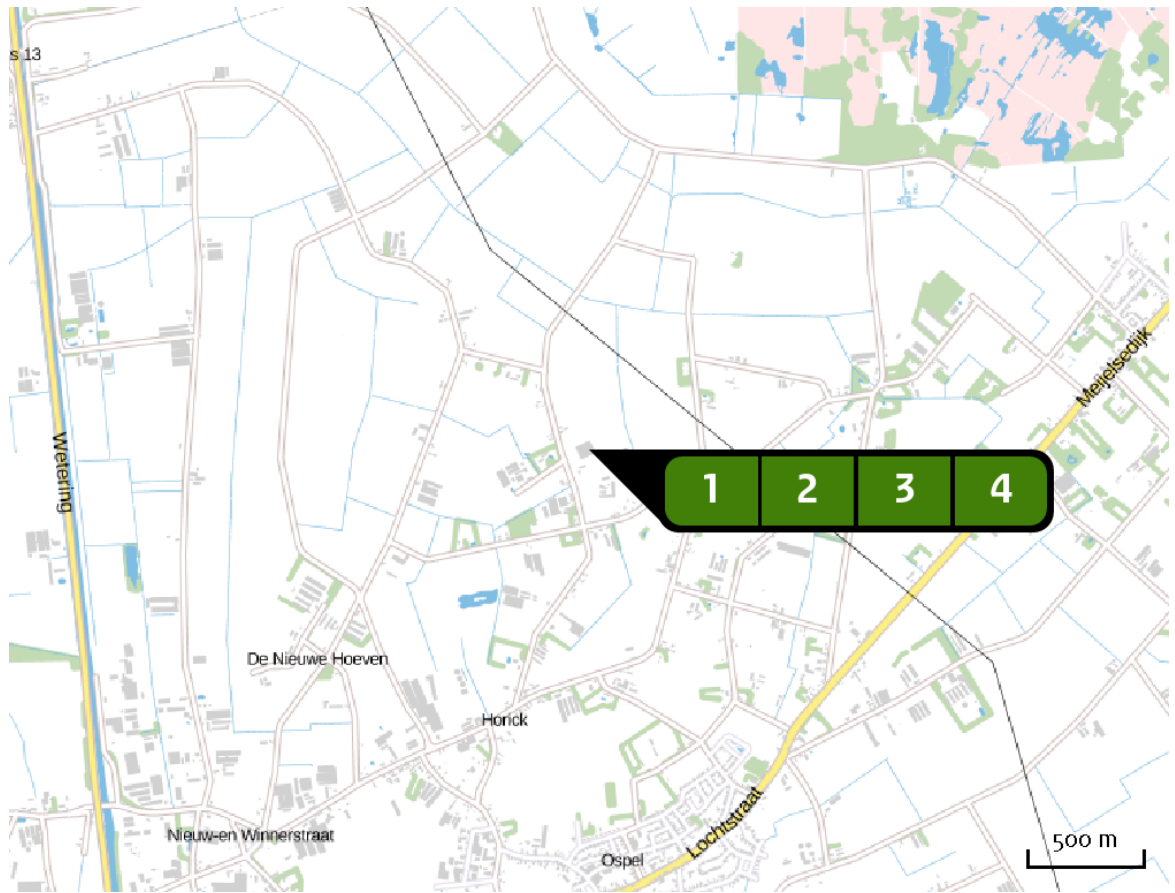 s 13
Meijelsedijk
Wetering
1 2 3 4
De Nieuwe Hoeven
Horick
Nieuw-en Winnerstraat
Lochtstraat
Ospel
500 m